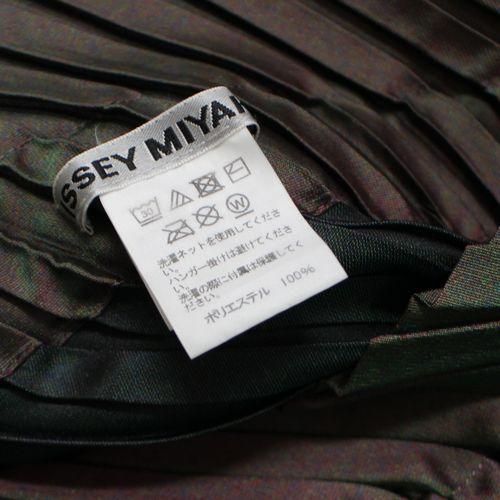 SSEY MIYAK
30
W
洗濯ネットを使用してくださ
い。
ハンガー掛けは避けてくださ
い。
洗濯の際に付属は保護してく
ださい。
ポリエステル 100%